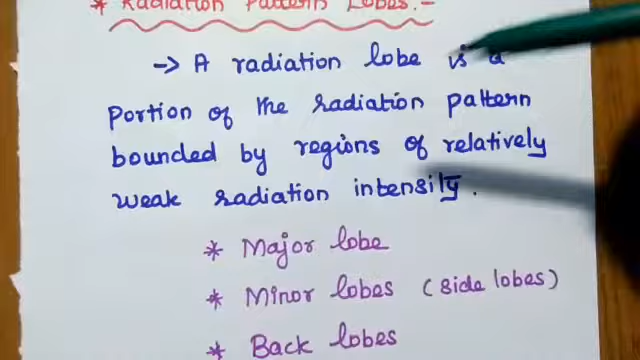 * Radiation Pattern Lobes:-
-> A radiation lobe is a
portion of the radiation pattern
bounded by regions of relatively
weak radiation intensity.
* Major lobe
* Minor lobes (side lobes)
* Back lobes